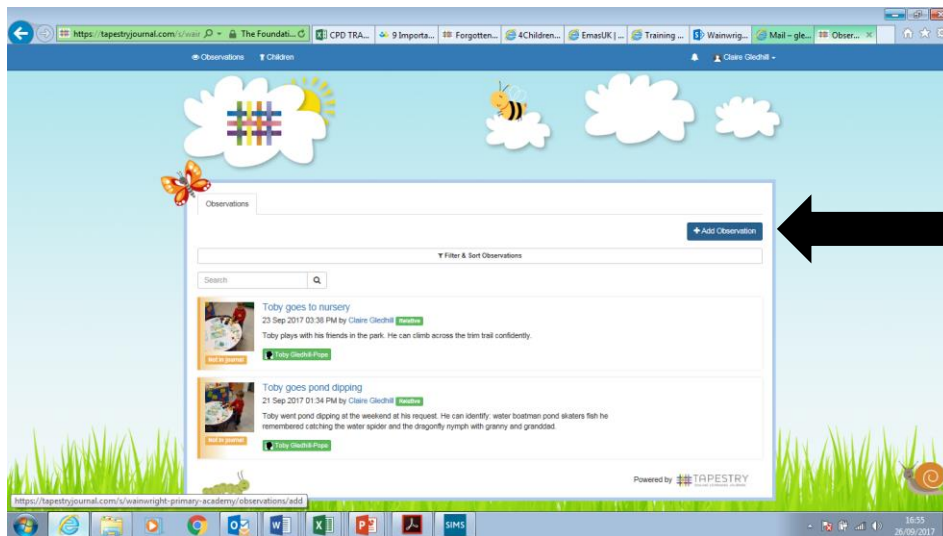 https://tapestryjournal.com/s/wair
The Foundati...
CPD TRA...
9 Importa...
Forgotten...
4Children...
EmasUK | ...
Training ...
Wainwrig...
Mail – gle...
Obser...
Observations
Children
Claire Gledhill
Observations
+ Add Observation
Filter & Sort Observations
Search
Toby goes to nursery
23 Sep 2017 03:38 PM by Claire Gledhill Relative
Toby plays with his friends in the park. He can climb across the trim trail confidently.
Not in journal
Toby Gledhill-Pope
Toby goes pond dipping
21 Sep 2017 01:34 PM by Claire Gledhill Relative
Toby went pond dipping at the weekend at his request. He can identify: water boatman pond skaters fish he
remembered catching the water spider and the dragonfly nymph with granny and granddad.
Not in journal
Toby Gledhill-Pope
Powered by TAPESTRY
https://tapestryjournal.com/s/wainwright-primary-academy/observations/add
SIMS
16:55
26/09/2017